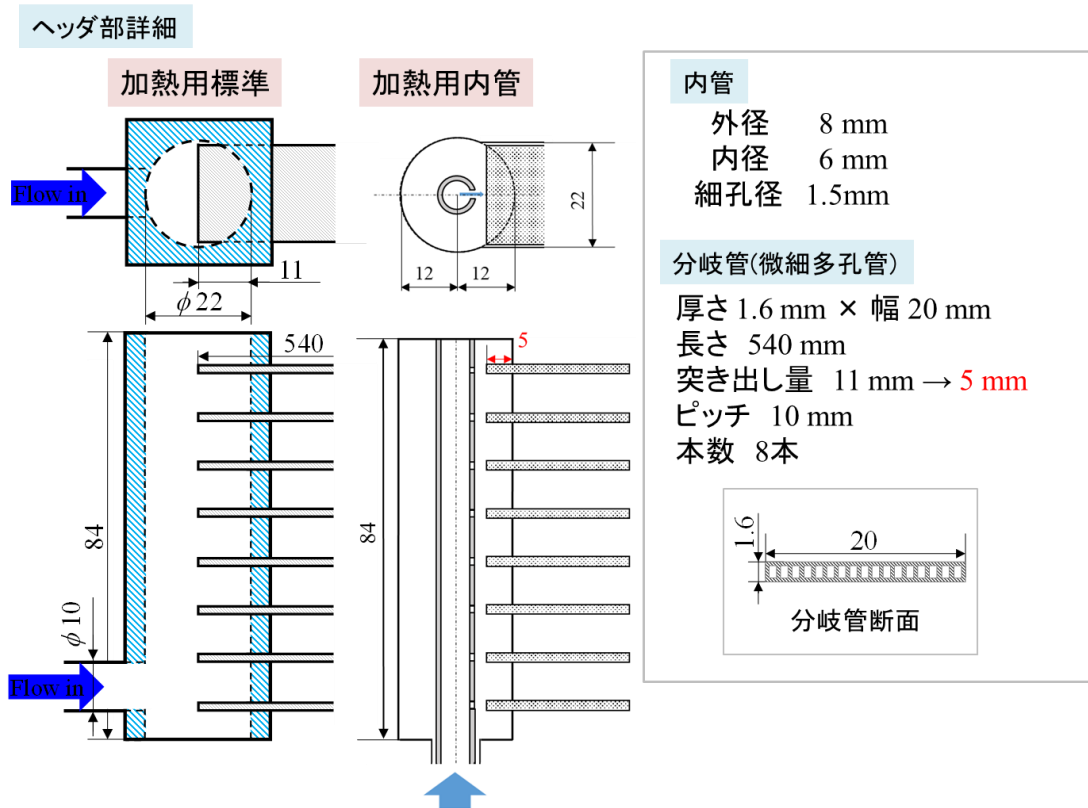 ヘッダ部詳細
加熱用標準
Flow in
11
φ22
540
84
φ10
Flow in
加熱用内管
22
12
12
5
84
内管
外径 8 mm
内径 6 mm
細孔径 1.5mm
分岐管(微細多孔管)
厚さ 1.6 mm × 幅 20 mm
長さ 540 mm
突き出し量 11 mm → 5 mm
ピッチ 10 mm
本数 8本
1.6
20
分岐管断面